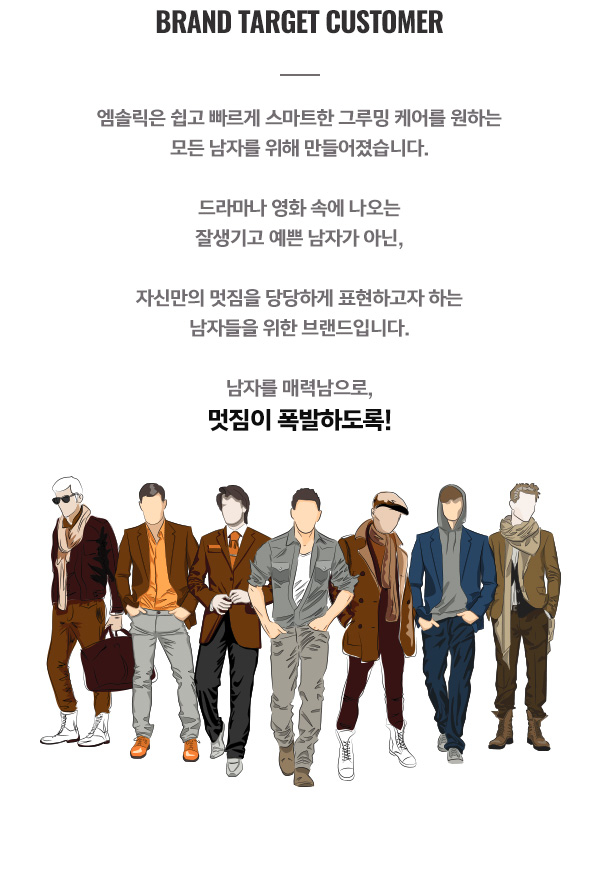 BRAND TARGET CUSTOMER
엠솔릭은 쉽고 빠르게 스마트한 그루밍 케어를 원하는
모든 남자를 위해 만들어졌습니다.
드라마나 영화 속에 나오는
잘생기고 예쁜 남자가 아닌,
자신만의 멋짐을 당당하게 표현하고자 하는
남자들을 위한 브랜드입니다.
남자를 매력남으로,
멋짐이 폭발하도록!